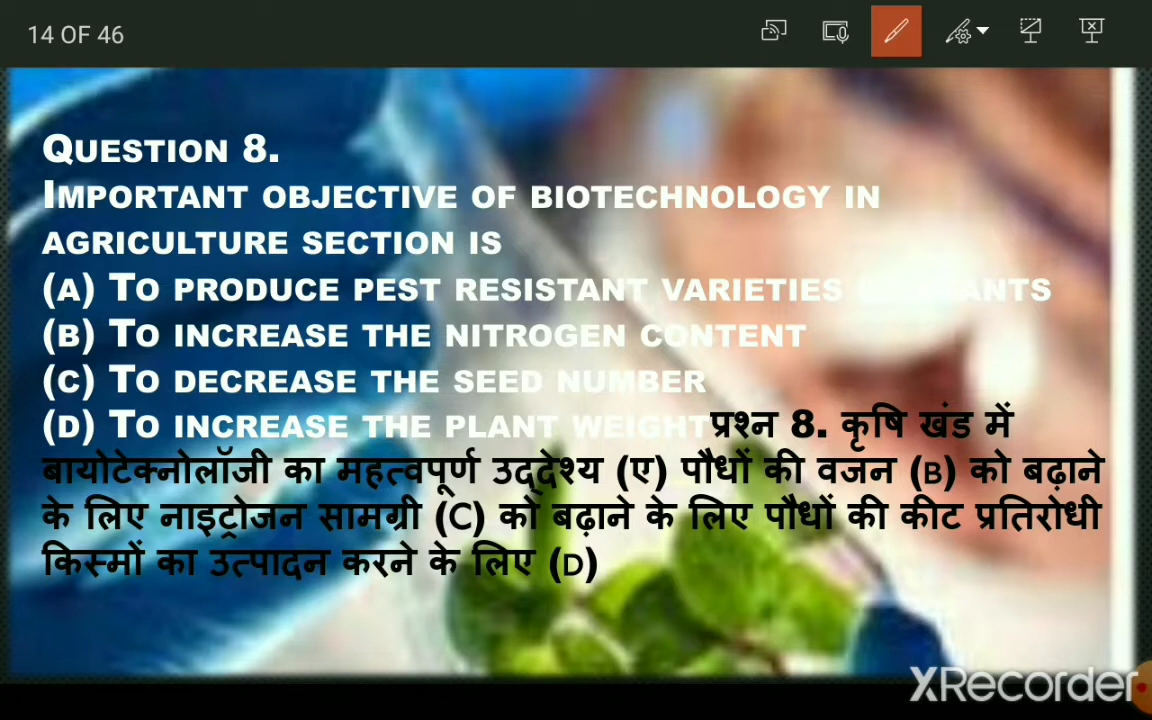 14 OF 46
QUESTION 8.
IMPORTANT OBJECTIVE OF BIOTECHNOLOGY IN
AGRICULTURE SECTION IS
(A) TO PRODUCE PEST RESISTANT VARIETIES
(B) TO INCREASE THE NITROGEN CONTENT
(C) TO DECREASE THE SEED NUMBER
(D) TO INCREASE THE PLANT WEIGHTप्रश्न 8. कृषि खंड में
बायोटेक्नोलॉजी का महत्वपूर्ण उद्देश्य (ए) पौधों की वजन (B) को बढ़ाने
के लिए नाइट्रोजन सामग्री (C) को बढ़ाने के लिए पौधों की कीट प्रतिरोधी
किस्मों का उत्पादन करने के लिए (D)
XRecorder